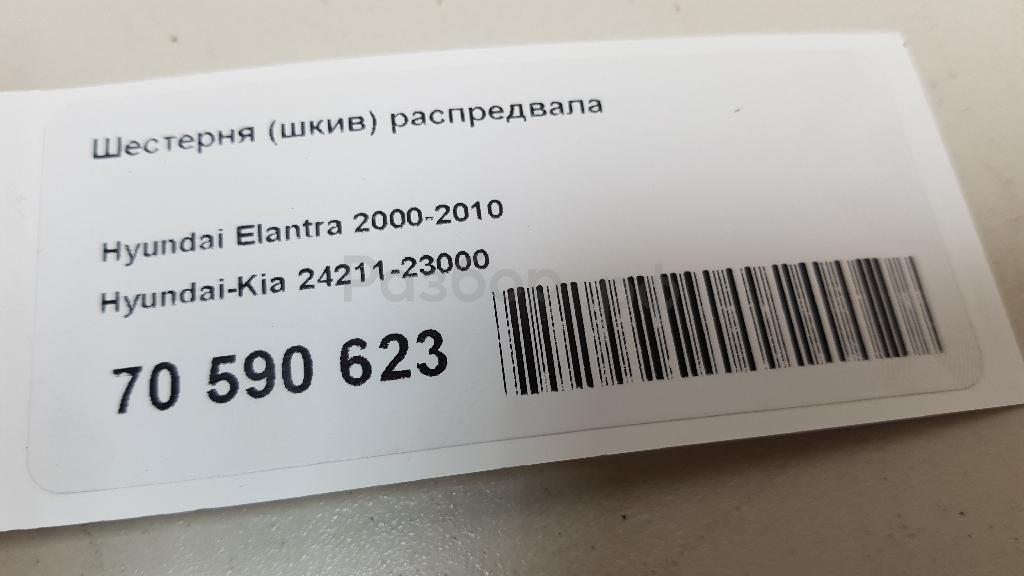 Шестерня (шкив) распредвала
Hyundai Elantra 2000-2010
Hyundai-Kia 24211-23000
70 590 623